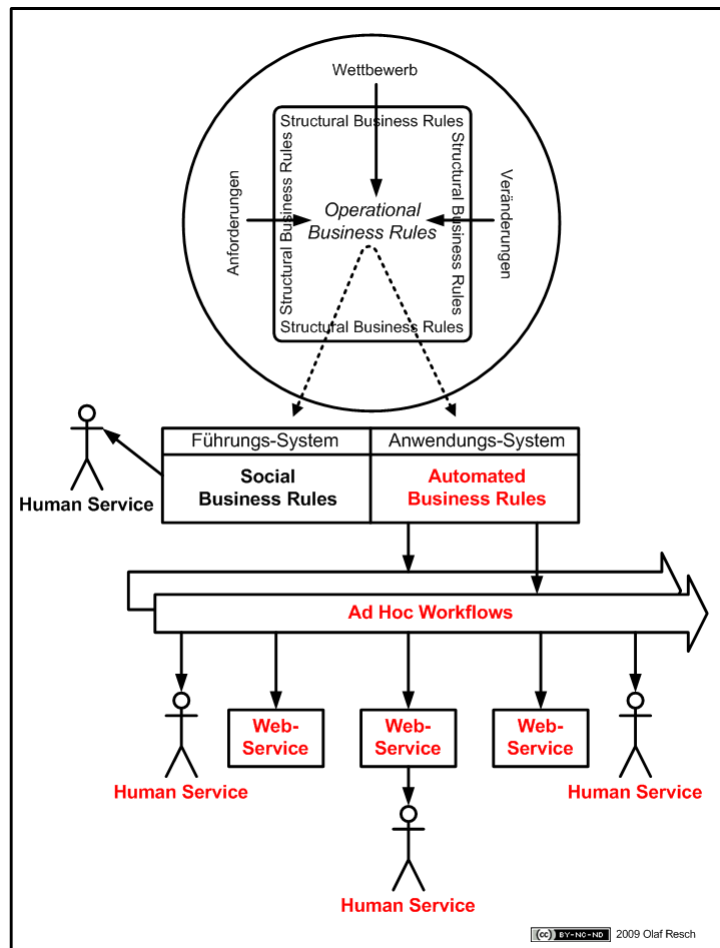 Wettbewerb
Structural Business Rules
Anforderungen
Structural Business Rules
Operational
Business Rules
Structural Business Rules
Veränderungen
Structural Business Rules
Führungs-System
Anwendungs-System
Social
Business Rules
Automated
Business Rules
Human Service
Ad Hoc Workflows
Human Service
Web-
Service
Web-
Service
Web-
Service
Human Service
Human Service
cc BY-NC-ND 2009 Olaf Resch